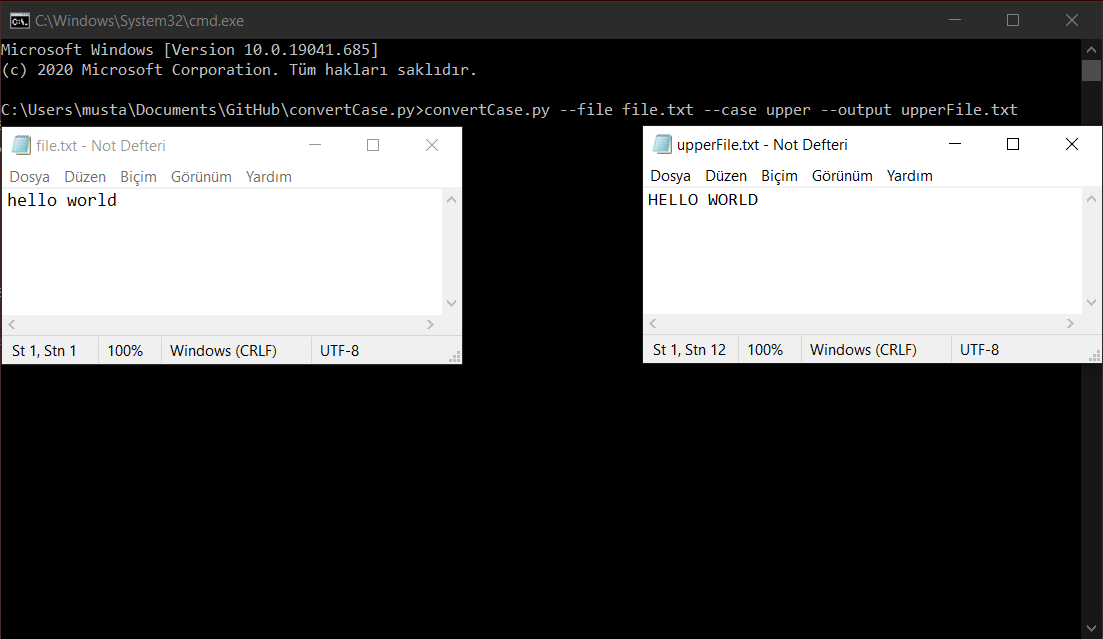 C:\Windows\System32\cmd.exe
Microsoft Windows [Version 10.0.19041.685]
(c) 2020 Microsoft Corporation. Tüm hakları saklıdır.
C:\Users\musta\Documents\GitHub\convertCase.py>convertCase.py --file file.txt --case upper --output upperFile.txt
file.txt - Not Defteri
Dosya Düzen Biçim Görünüm Yardım
hello world
St 1, Stn 1 100% Windows (CRLF) UTF-8
upperFile.txt - Not Defteri
Dosya Düzen Biçim Görünüm Yardım
HELLO WORLD
St 1, Stn 12 100% Windows (CRLF) UTF-8